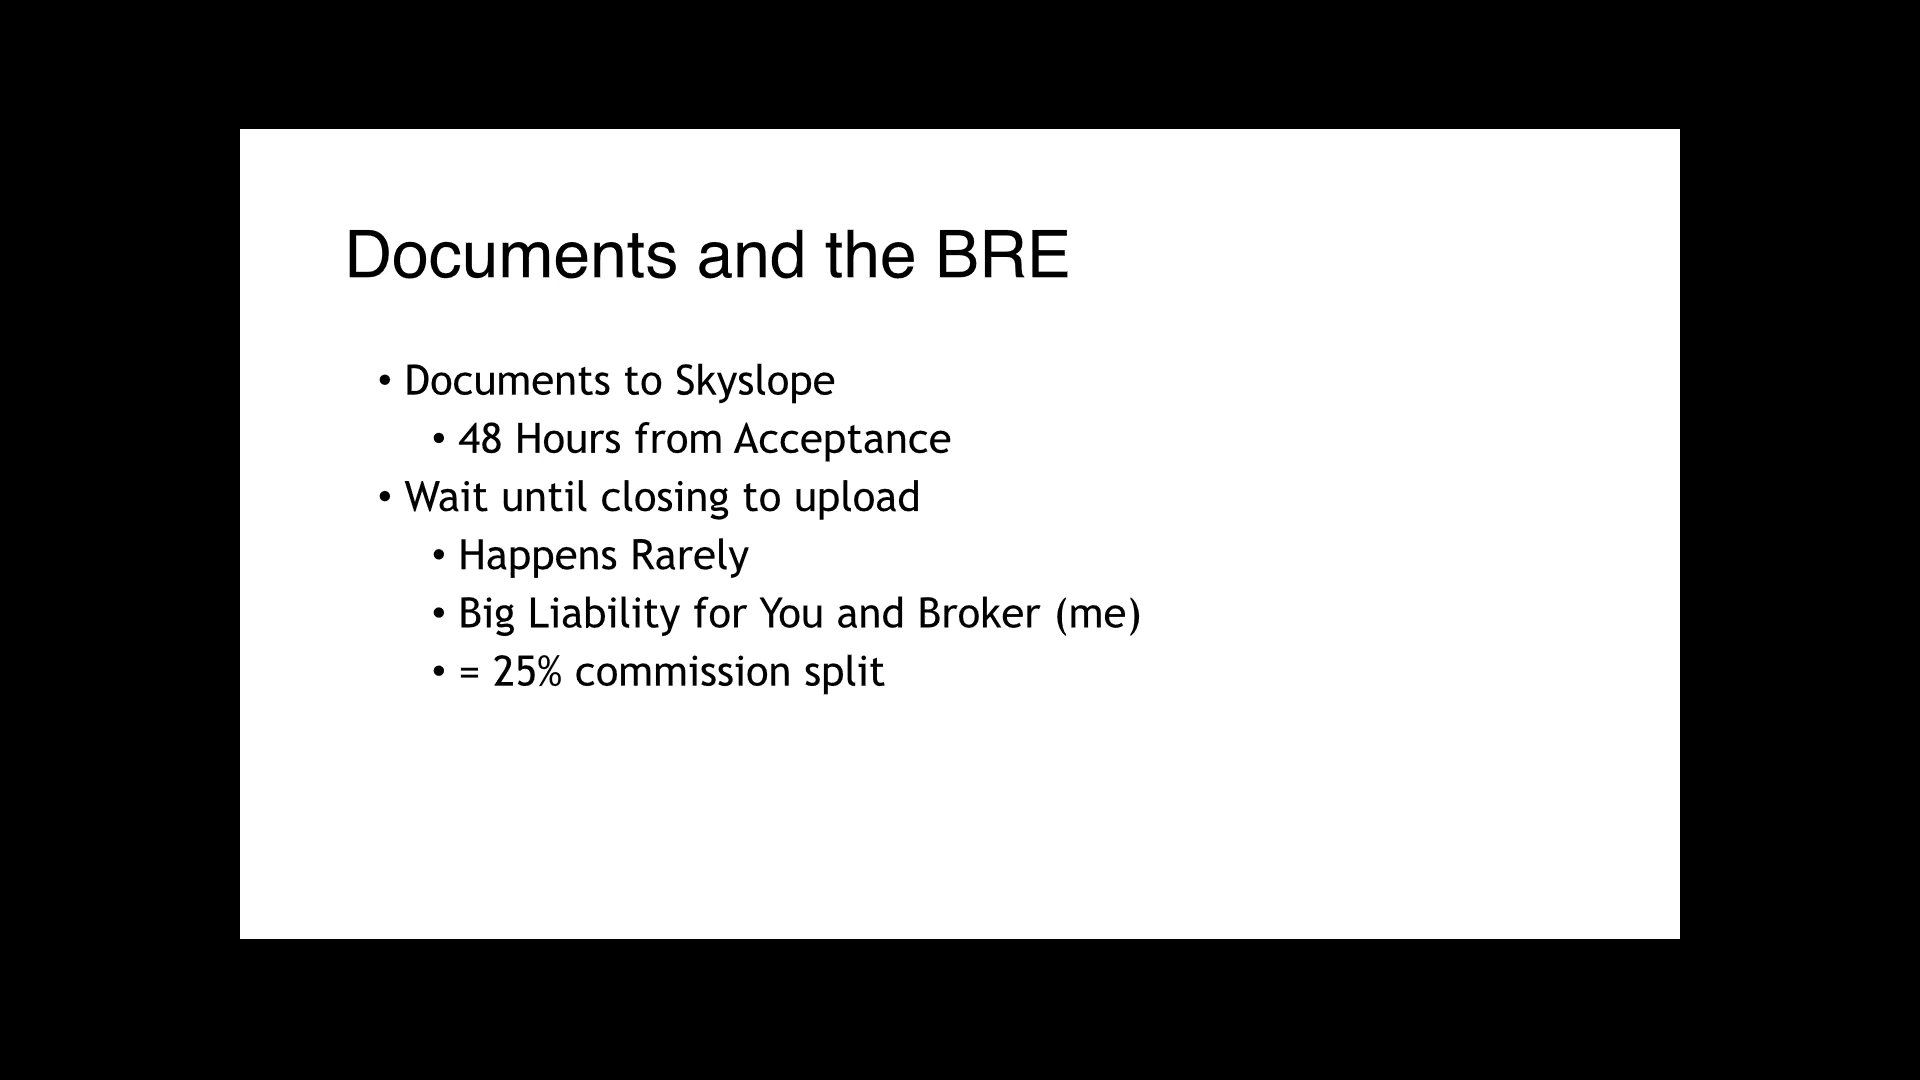 Documents and the BRE
• Documents to Skyslope
• 48 Hours from Acceptance
• Wait until closing to upload
• Happens Rarely
• Big Liability for You and Broker (me)
• = 25% commission split